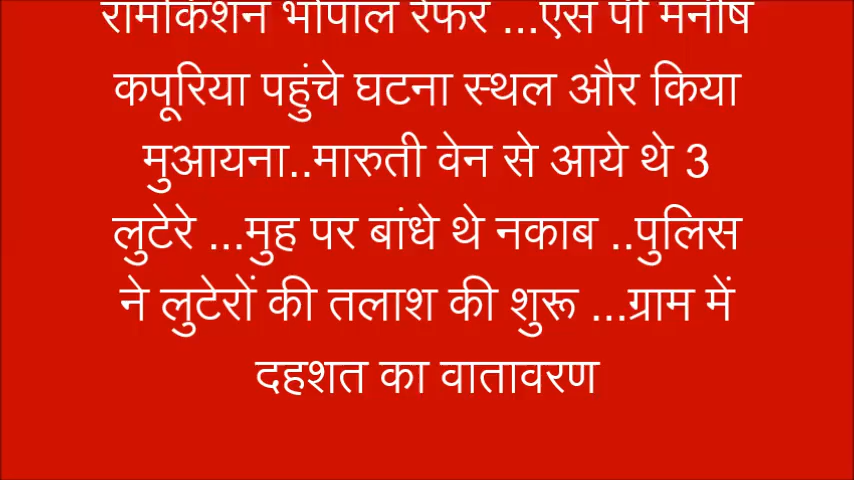 रामकिशन भोपाल रेफर ...एस पी मनीष
कपूरिया पहुंचे घटना स्थल और किया
मुआयना..मारुती वेन से आये थे 3
लुटेरे ...मुह पर बांधे थे नकाब ..पुलिस
ने लुटेरों की तलाश की शुरू ...ग्राम में
दहशत का वातावरण